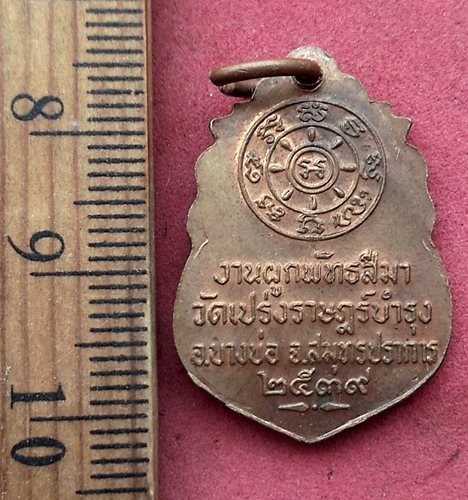 8
9
10
งานผูกพัทธสีมา
วัดเปร่งราษฎร์บำรุง
อ.บางบ่อ จ.สมุทรปราการ
๒๕๓๙